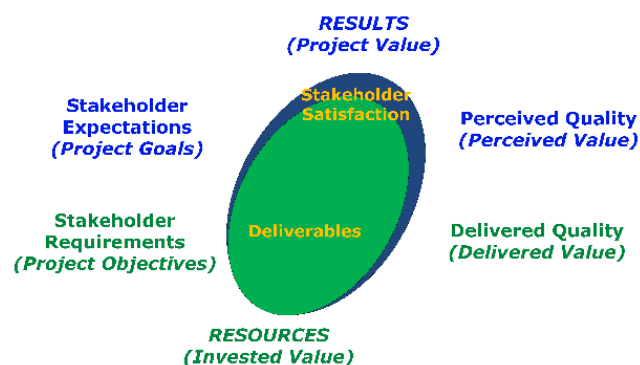 RESULTS
(Project Value)
Stakeholder
Satisfaction
Stakeholder
Expectations
(Project Goals)
Perceived Quality
(Perceived Value)
Stakeholder
Requirements
(Project Objectives)
Deliverables
Delivered Quality
(Delivered Value)
RESOURCES
(Invested Value)